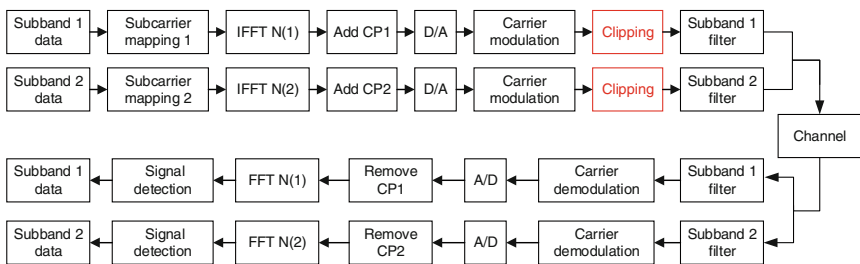 Subband 1
data
Subcarrier
mapping 1
IFFT N(1)
Add CP1
D/A
Carrier
modulation
Clipping
Subband 1
filter
Subband 2
data
Subcarrier
mapping 2
IFFT N(2)
Add CP2
D/A
Carrier
modulation
Clipping
Subband 2
filter
Channel
Subband 1
data
Signal
detection
FFT N(1)
Remove
CP1
A/D
Carrier
demodulation
Subband 1
filter
Subband 2
data
Signal
detection
FFT N(2)
Remove
CP2
A/D
Carrier
demodulation
Subband 2
filter